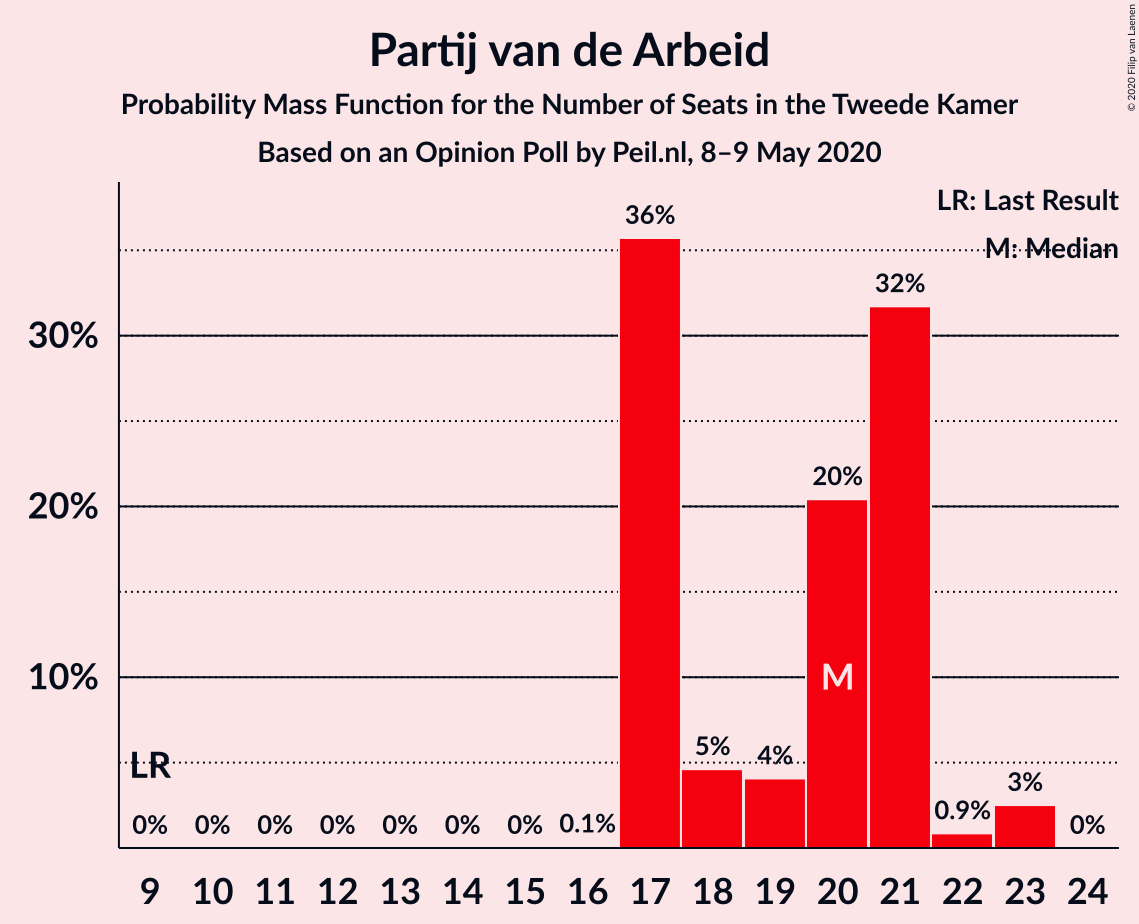 Partij van de Arbeid
Probability Mass Function for the Number of Seats in the Tweede Kamer
Based on an Opinion Poll by Peil.nl, 8–9 May 2020
© 2020 Filip van Laenen
LR: Last Result
M: Median
36%
32%
30%
20%
20%
10%
M
5%
4%
LR
3%
0% 0% 0% 0% 0% 0% 0% 0.1% 0.9% 0%
9 10 11 12 13 14 15 16 17 18 19 20 21 22 23 24